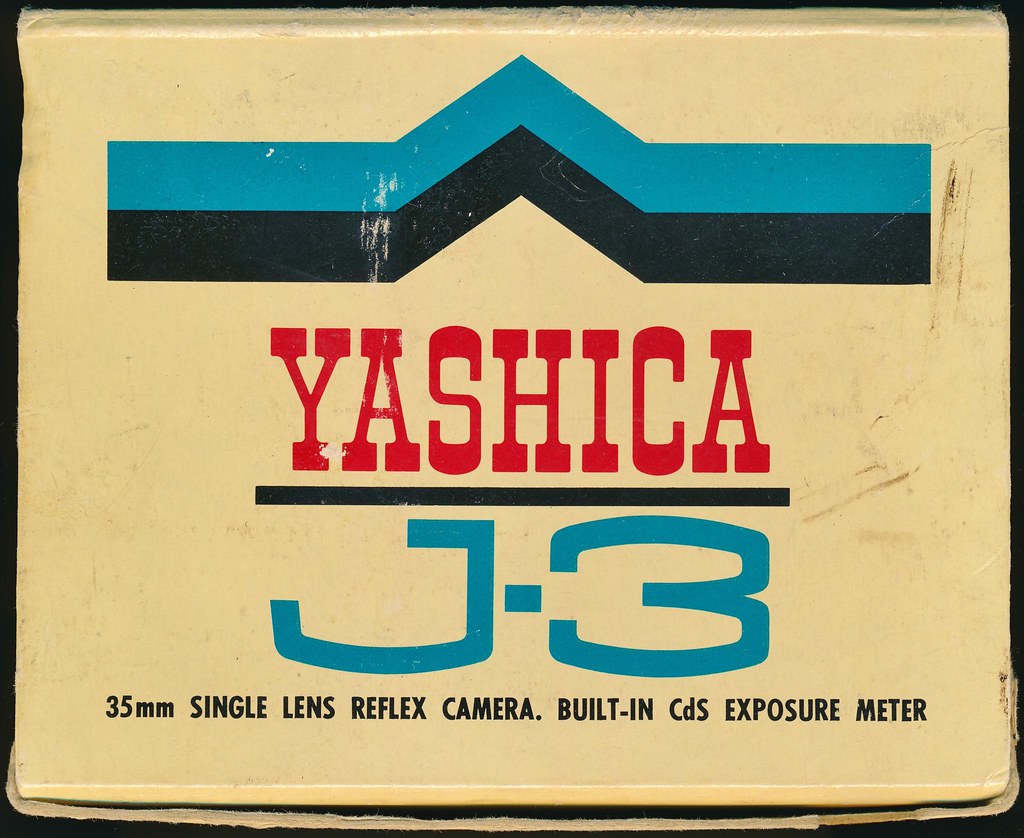 YASHICA
J-3
35mm SINGLE LENS REFLEX CAMERA. BUILT-IN CdS EXPOSURE METER